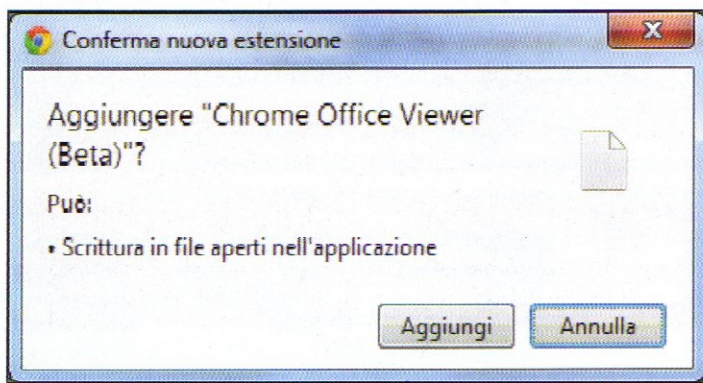 Conferma nuova estensione
Aggiungere "Chrome Office Viewer
(Beta)"?
Può:
• Scrittura in file aperti nell'applicazione
Aggiungi
Annulla